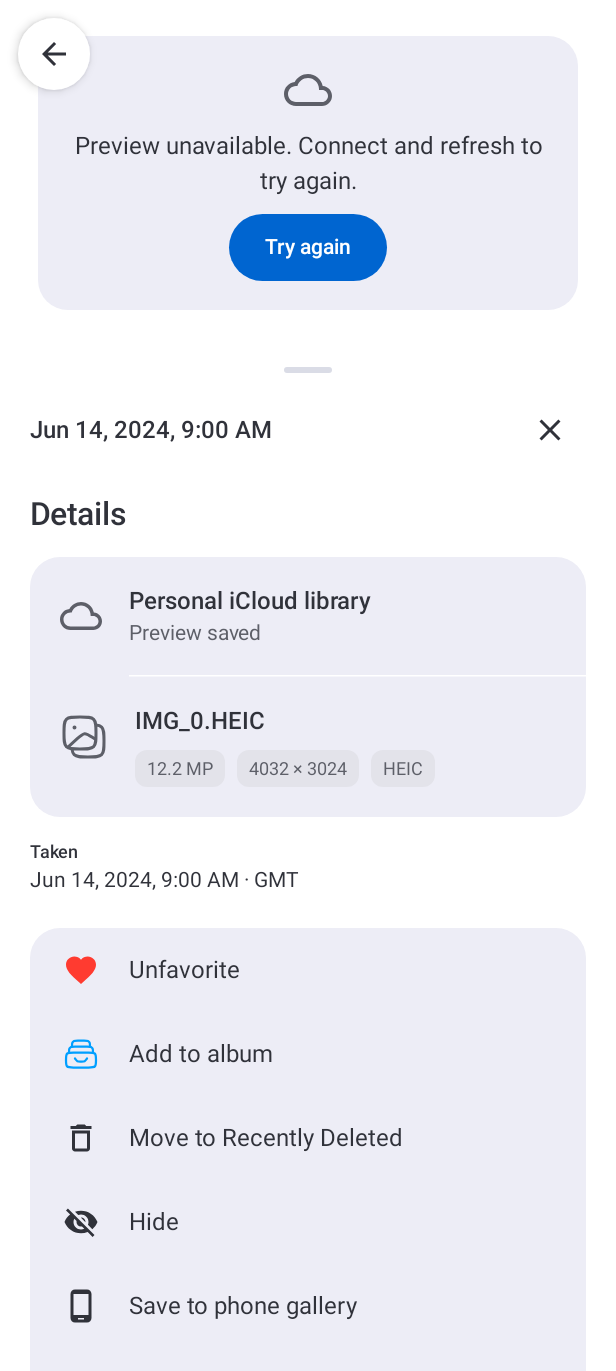 Preview unavailable. Connect and refresh to
try again.
Try again
Jun 14, 2024, 9:00 AM
Details
Personal iCloud library
Preview saved
IMG_0.HEIC
12.2 MP
4032 × 3024
HEIC
Taken
Jun 14, 2024, 9:00 AM · GMT
Unfavorite
Add to album
Move to Recently Deleted
Hide
Save to phone gallery